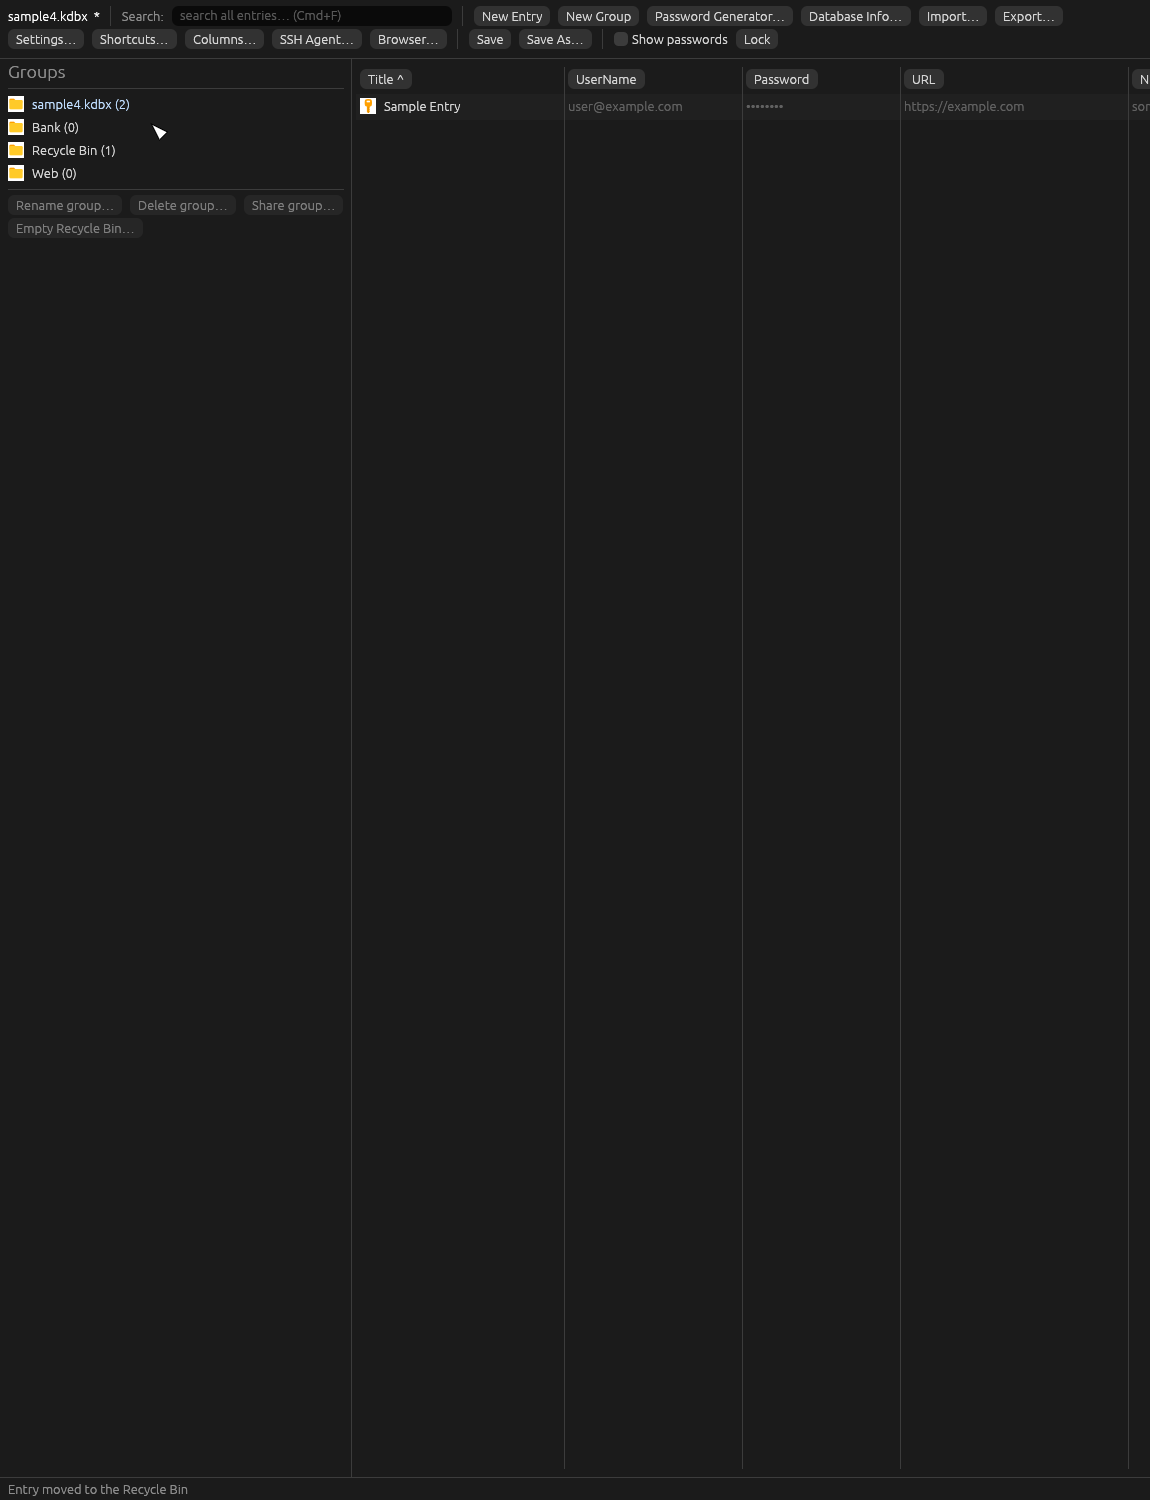 sample4.kdbx * Search: search all entries... (Cmd+F) New Entry New Group Password Generator... Database Info... Import... Export...
Settings... Shortcuts... Columns... SSH Agent... Browser... Save Save As... Show passwords Lock
Groups
sample4.kdbx (2)
Bank (0)
Recycle Bin (1)
Web (0)
Rename group... Delete group... Share group...
Empty Recycle Bin...
Title ^ UserName Password URL
Sample Entry user@example.com •••••••• https://example.com
Entry moved to the Recycle Bin